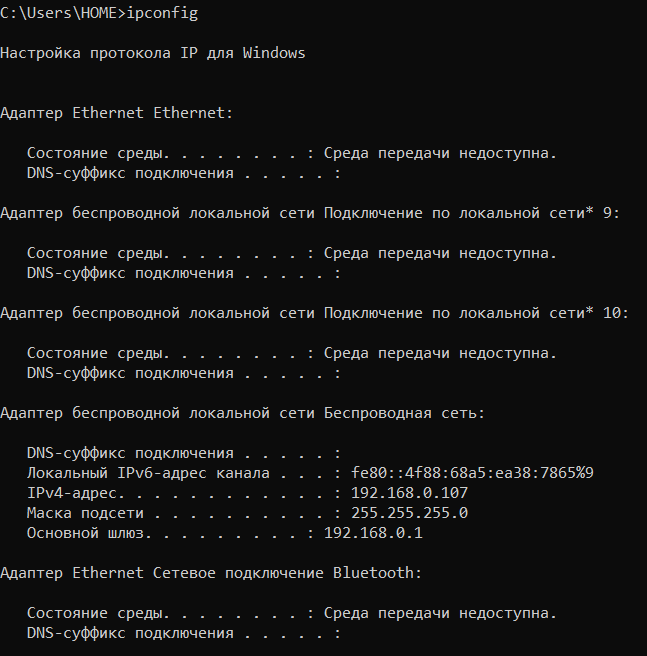 C:\Users\HOME>ipconfig
Настройка протокола IP для Windows
Адаптер Ethernet Ethernet:
Состояние среды. . . . . . . . : Среда передачи недоступна.
DNS-суффикс подключения . . . . . :
Адаптер беспроводной локальной сети Подключение по локальной сети* 9:
Состояние среды. . . . . . . . : Среда передачи недоступна.
DNS-суффикс подключения . . . . . :
Адаптер беспроводной локальной сети Подключение по локальной сети* 10:
Состояние среды. . . . . . . . : Среда передачи недоступна.
DNS-суффикс подключения . . . . . :
Адаптер беспроводной локальной сети Беспроводная сеть:
DNS-суффикс подключения . . . . . :
Локальный IPv6-адрес канала . . . : fe80::4f88:68a5:ea38:7865%9
IPv4-адрес. . . . . . . . . . . . : 192.168.0.107
Маска подсети . . . . . . . . . . : 255.255.255.0
Основной шлюз. . . . . . . . . : 192.168.0.1
Адаптер Ethernet Сетевое подключение Bluetooth:
Состояние среды. . . . . . . . : Среда передачи недоступна.
DNS-суффикс подключения . . . . . :